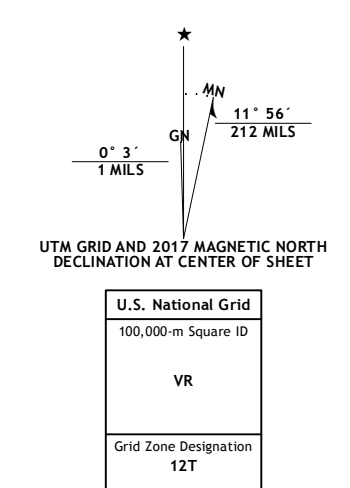 MN
GN
11° 56´
212 MILS
0° 3´
1 MILS
UTM GRID AND 2017 MAGNETIC NORTH
DECLINATION AT CENTER OF SHEET
U.S. National Grid
100,000-m Square ID
VR
Grid Zone Designation
12T